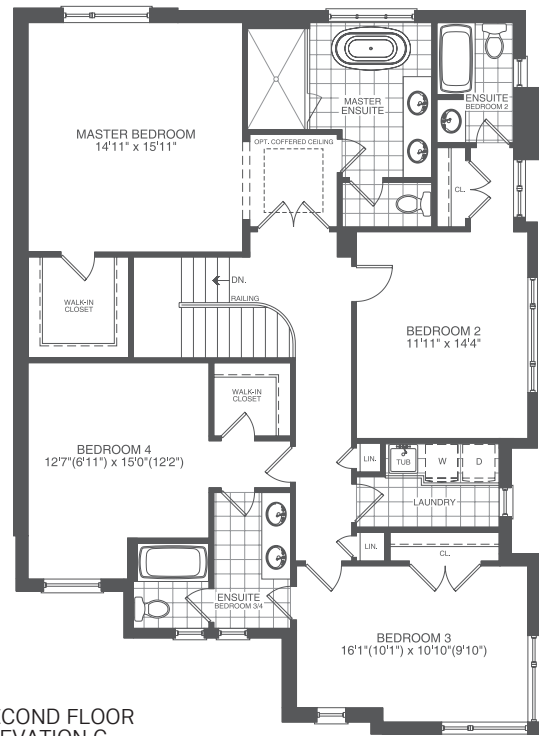 MASTER BEDROOM
14'11" x 15'11"
MASTER
ENSUITE
ENSUITE
BEDROOM 2
OPT. COFFERED CEILING
CL.
WALK-IN
CLOSET
DN.
RAILING
BEDROOM 2
11'11" x 14'4"
WALK-IN
CLOSET
BEDROOM 4
12'7"(6'11") x 15'0"(12'2")
LIN.
TUB
W
D
LAUNDRY
LIN.
CL.
ENSUITE
BEDROOM 3/4
BEDROOM 3
16'1"(10'1") x 10'10"(9'10")
ECOND FLOOR